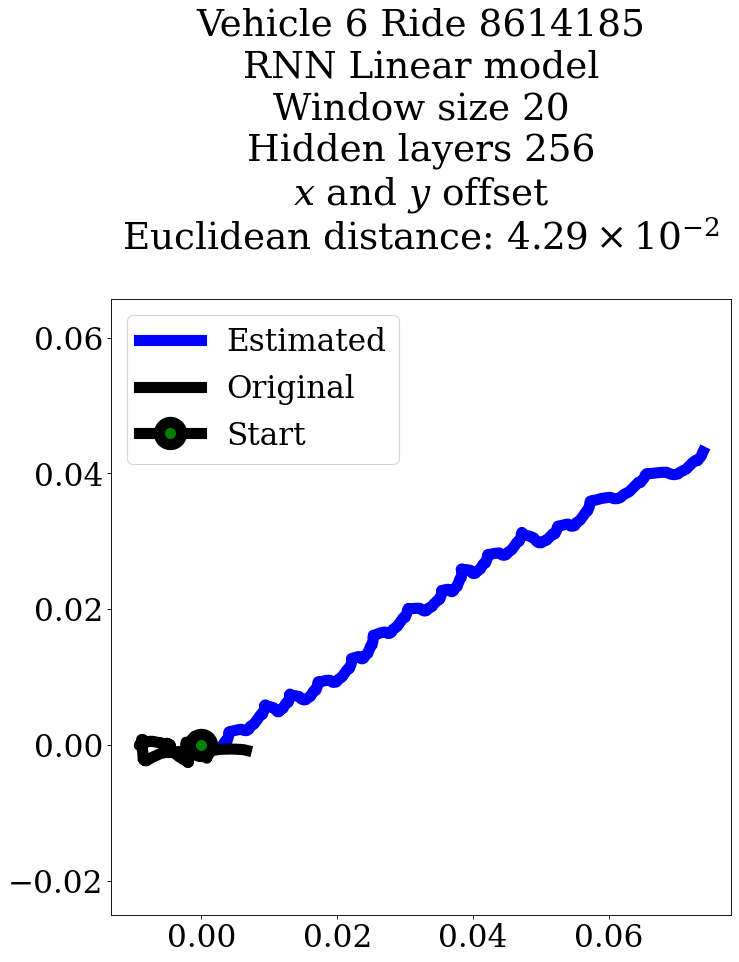 Vehicle 6 Ride 8614185
RNN Linear model
Window size 20
Hidden layers 256
x and y offset
Euclidean distance: 4.29 × 10⁻²
Estimated
Original
Start
0.06
0.04
0.02
0.00
−0.02
0.00 0.02 0.04 0.06